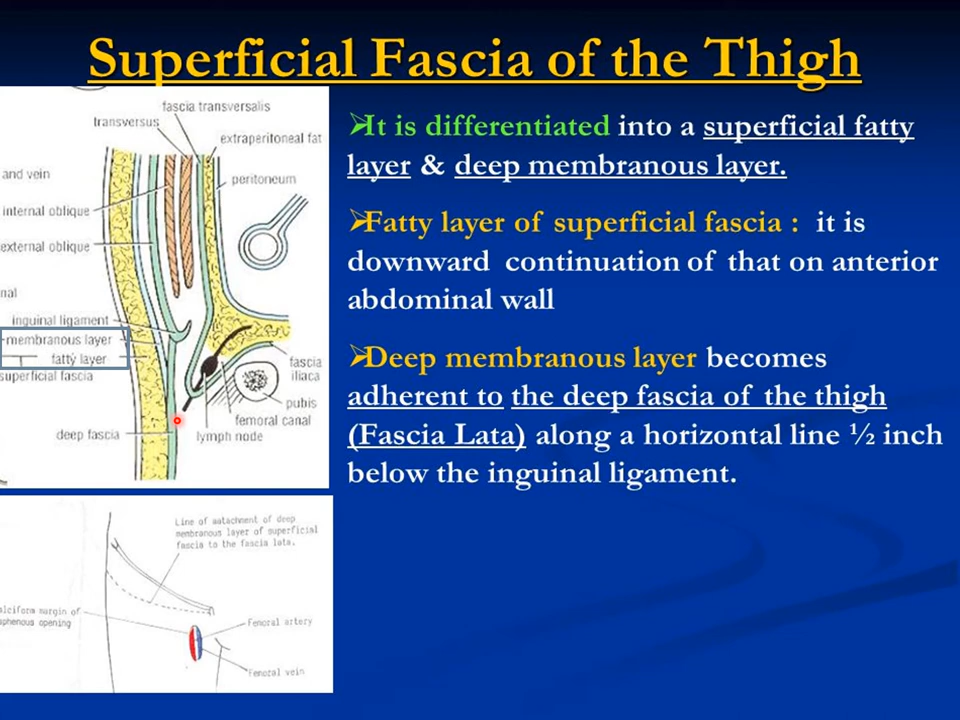 Superficial Fascia of the Thigh
fascia transversalis
transversus
extraperitoneal fat
and vein
peritoneum
internal oblique
external oblique
nal
inguinal ligament
membranous layer
fatty layer
fascia
iliaca
superficial fascia
pubis
femoral canal
deep fascia
lymph node
Line of aatachment of deep
membranous layer of superficial
fascia to the fascia lata.
lciform margin of
phenous opening
Femoral artery
Femoral vein
➢It is differentiated into a superficial fatty
layer & deep membranous layer.
➢Fatty layer of superficial fascia : it is
downward continuation of that on anterior
abdominal wall
➢Deep membranous layer becomes
adherent to the deep fascia of the thigh
(Fascia Lata) along a horizontal line ½ inch
below the inguinal ligament.